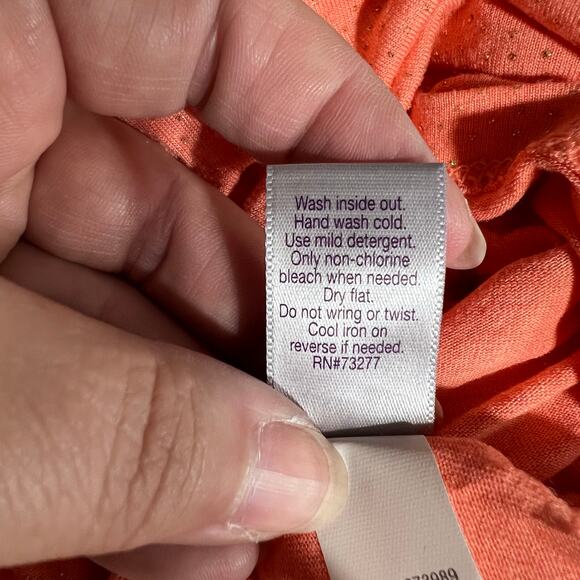 Wash inside out.
Hand wash cold.
Use mild detergent.
Only non-chlorine
bleach when needed.
Dry flat.
Do not wring or twist.
Cool iron on
reverse if needed.
RN#73277